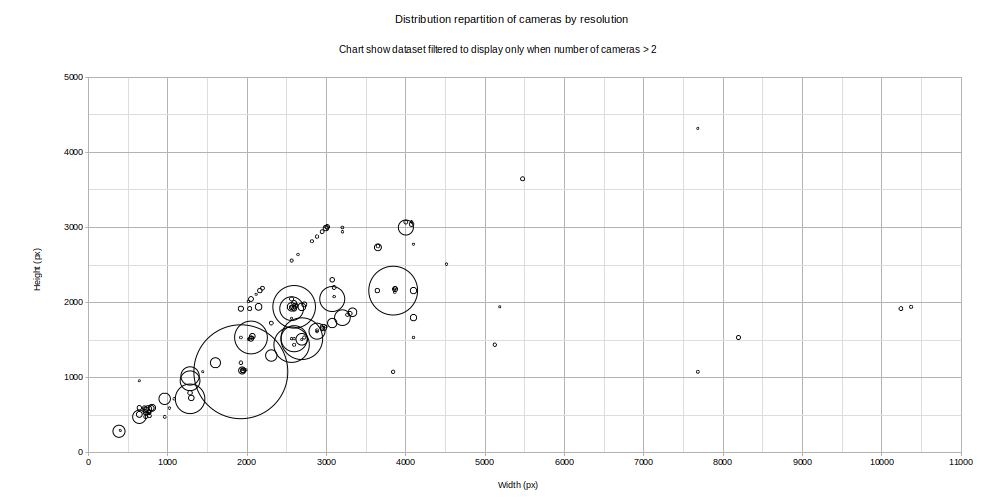 Distribution repartition of cameras by resolution
Chart show dataset filtered to display only when number of cameras > 2
5000
4000
3000
2000
1000
0
Height (px)
0 1000 2000 3000 4000 5000 6000 7000 8000 9000 10000 11000
Width (px)